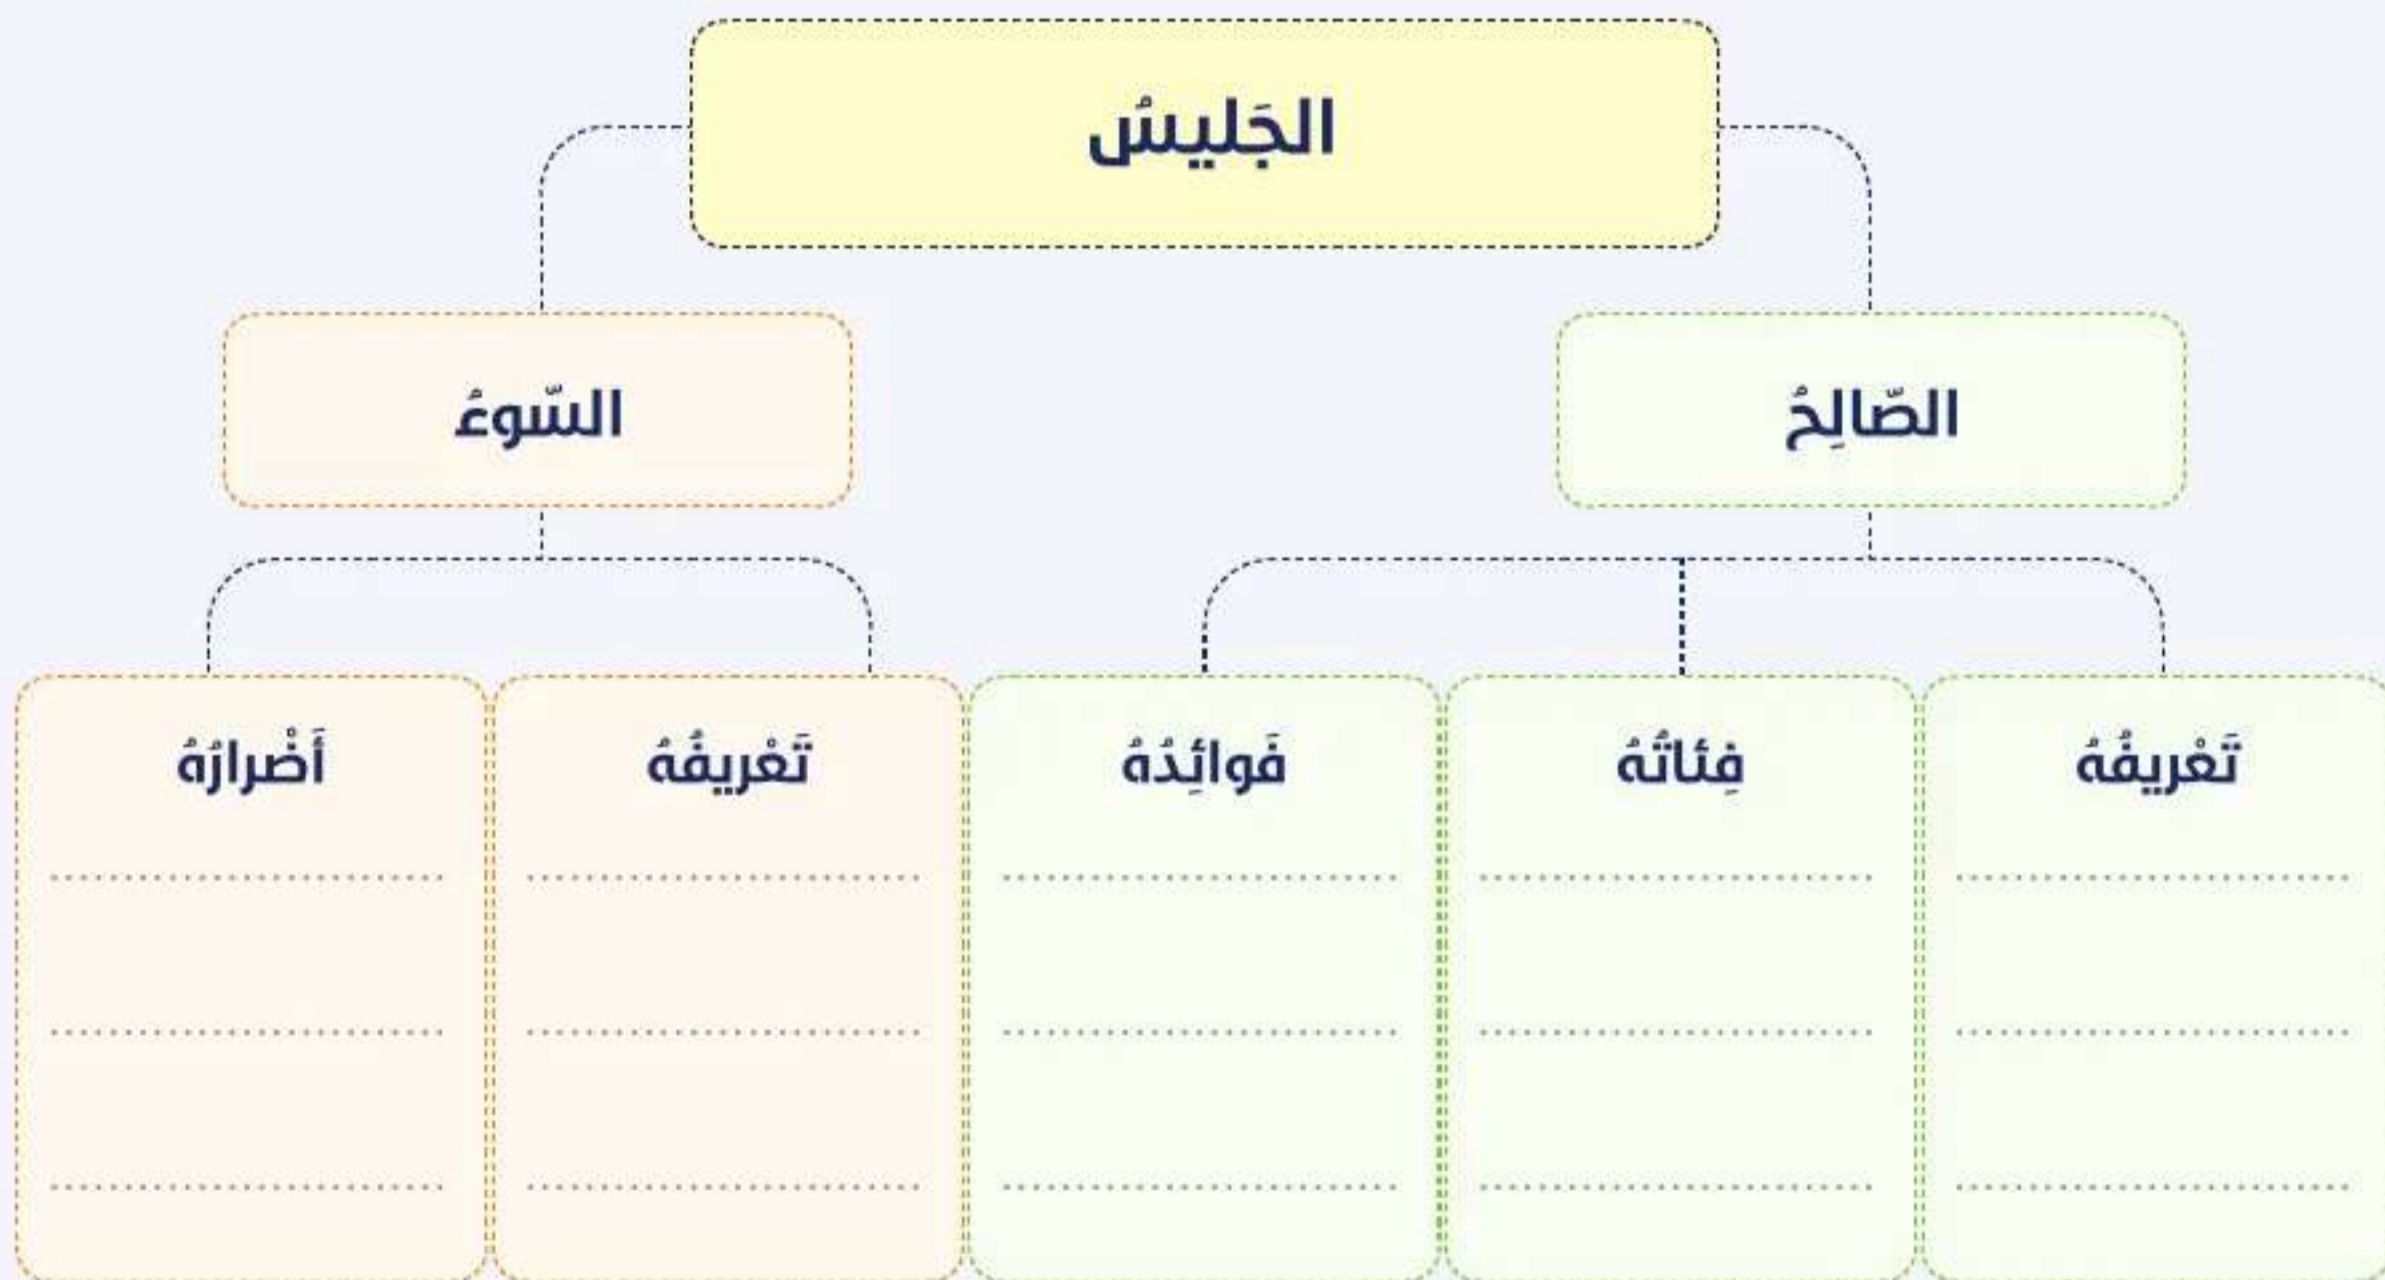 الجَليسُ
الصّالِحُ
السّوءُ
تَعْريفُهُ
فِئاتُهُ
فَوائِدُهُ
تَعْريفُهُ
أَضْرارُهُ